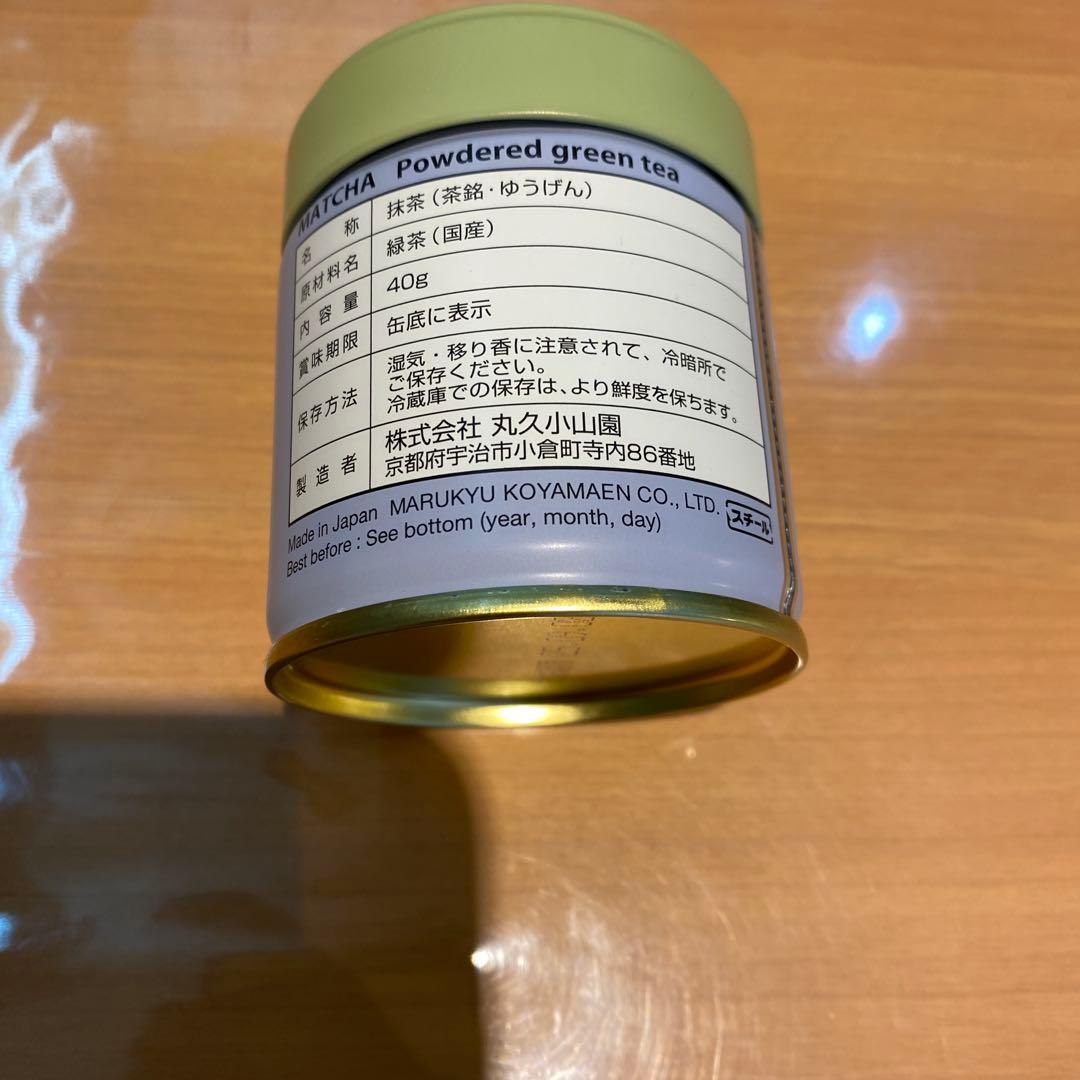 MATCHA Powdered green tea
名称 抹茶（茶銘・ゆうげん）
原材料名 緑茶（国産）
内容量 40g
賞味期限 缶底に表示
保存方法 湿気・移り香に注意されて、冷暗所で
ご保存ください。
冷蔵庫での保存は、より鮮度を保ちます。
製造者 株式会社 丸久小山園
京都府宇治市小倉町寺内86番地
Made in Japan MARUKYU KOYAMAEN CO., LTD.
スチール
Best before : See bottom (year, month, day)